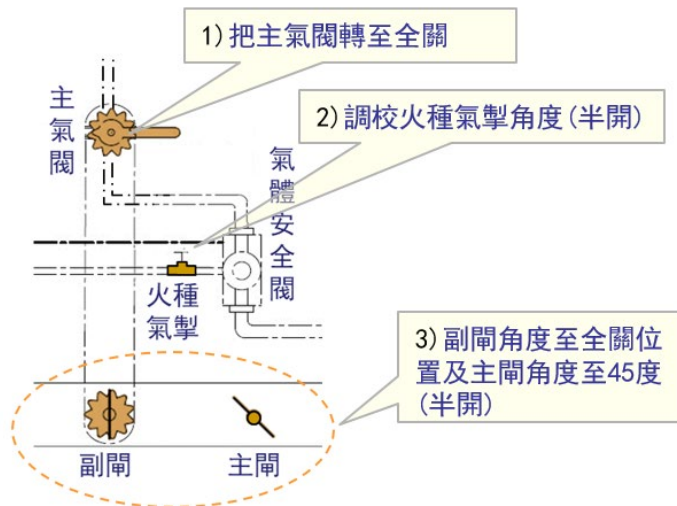 1) 把主氣閥轉至全關
2) 調校火種氣掣角度(半開)
主氣閥
氣體安全閥
火種
氣掣
3) 副閘角度至全關位
置及主閘角度至45度
(半開)
副閘
主閘